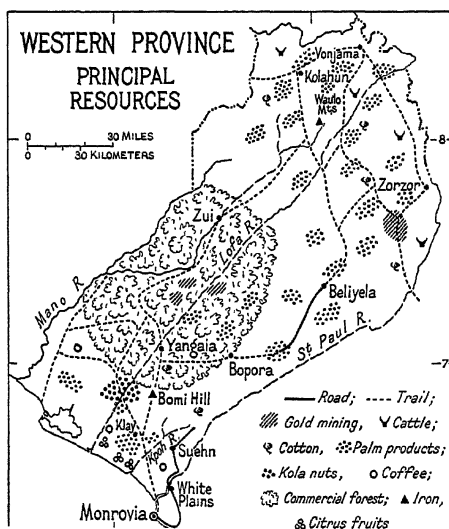 WESTERN PROVINCE
PRINCIPAL
RESOURCES
0 30 MILES
0 30 KILOMETERS
Vonjama
Kolahun
Waulo
Mts
8
Zorzor
Zui
Lofa R.
Mano R
Beliyela
St Paul R.
7
Yangaia
Bopora
Bomi Hill
Klay
Kpoh R.
Suehn
White
Plains
Monrovia
Road; Trail;
Gold mining, Cattle;
Cotton, Palm products;
Kola nuts, Coffee;
Commercial forest; Iron,
Citrus fruits